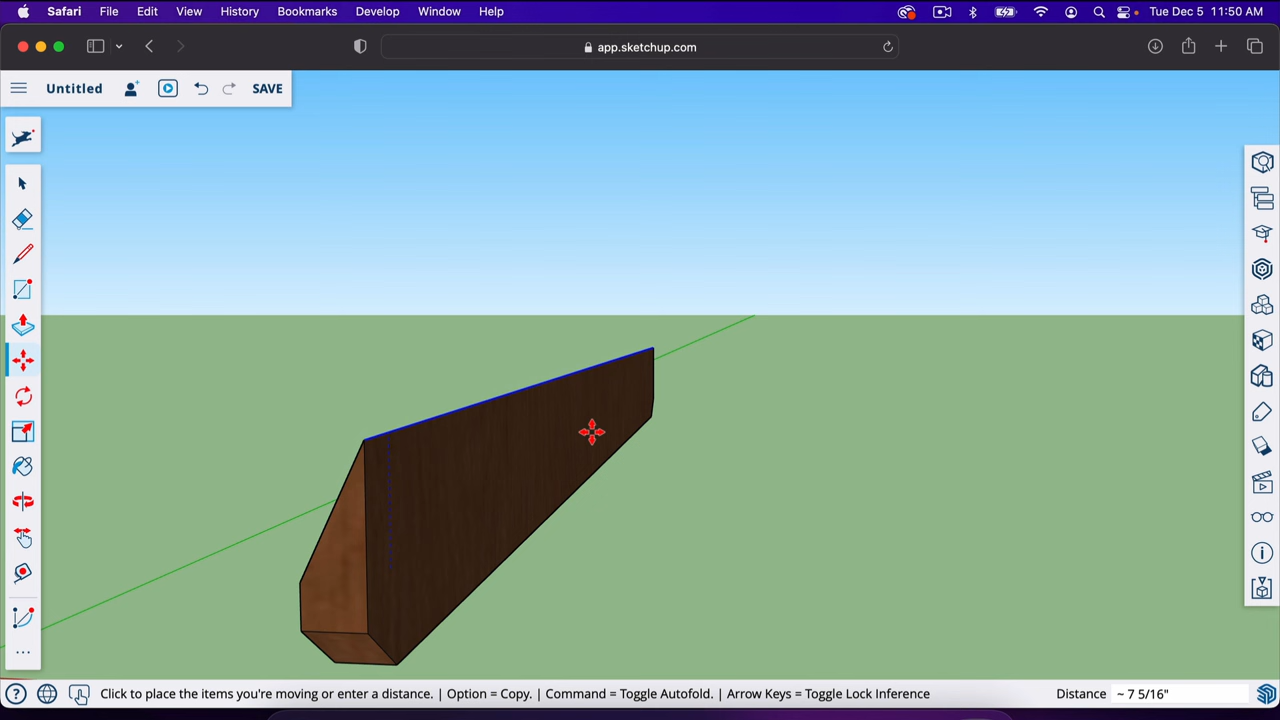 Safari File Edit View History Bookmarks Develop Window Help Tue Dec 5 11:50 AM
app.sketchup.com
Untitled SAVE
Click to place the items you're moving or enter a distance. | Option = Copy. | Command = Toggle Autofold. | Arrow Keys = Toggle Lock Inference Distance ~ 7 5/16"